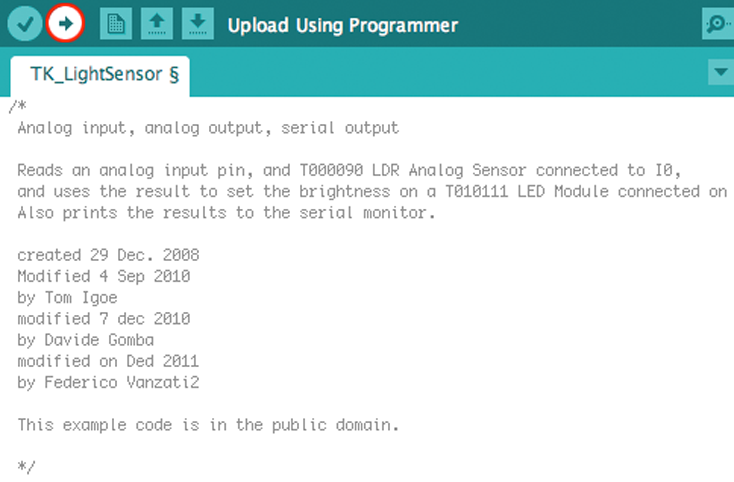 Upload Using Programmer
TK_LightSensor §
/*
Analog input, analog output, serial output
Reads an analog input pin, and T000090 LDR Analog Sensor connected to I0,
and uses the result to set the brightness on a T010111 LED Module connected on
Also prints the results to the serial monitor.
created 29 Dec. 2008
Modified 4 Sep 2010
by Tom Igoe
modified 7 dec 2010
by Davide Gomba
modified on Ded 2011
by Federico Vanzati2
This example code is in the public domain.
*/